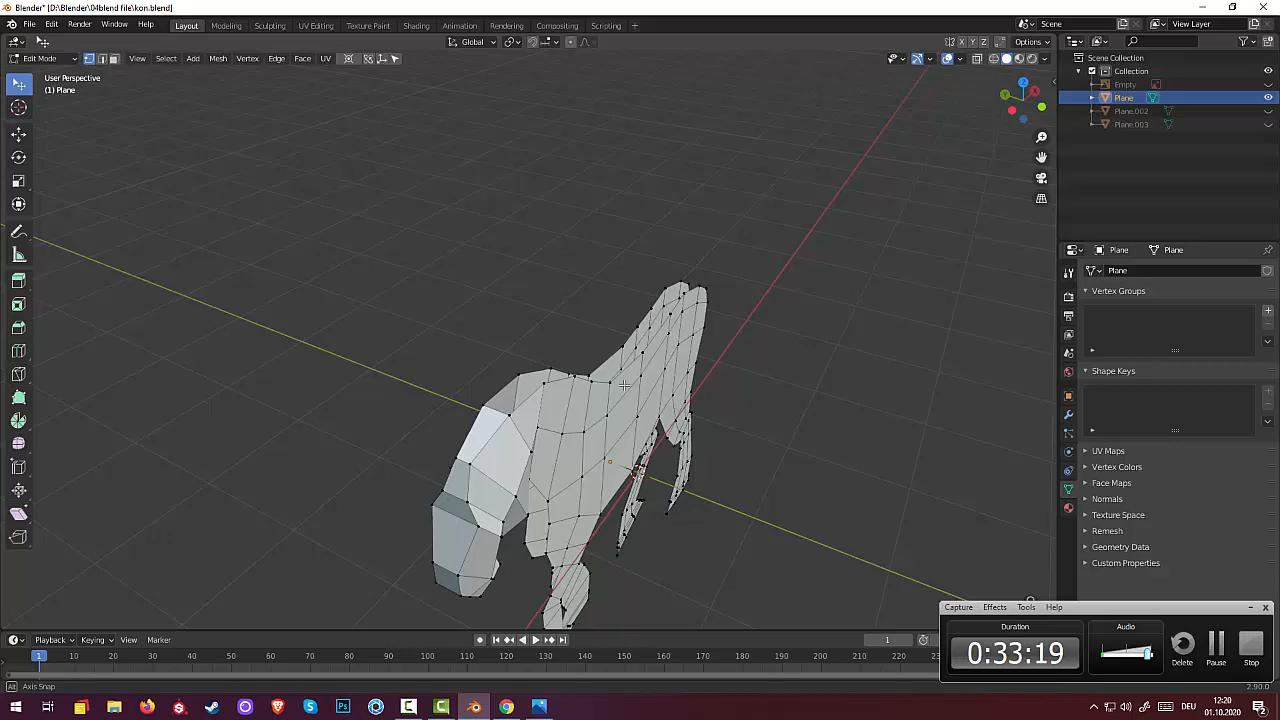 Blender* [D:\Blender\04blend file\kon.blend]
File Edit Render Window Help Layout Modeling Sculpting UV Editing Texture Paint Shading Animation Rendering Compositing Scripting Scene View Layer
Global X Y Z Options
Edit Mode View Select Add Mesh Vertex Edge Face UV
User Perspective
(1) Plane
Scene Collection
Collection
Empty
Plane
Plane.002
Plane.003
Plane Plane
Plane
Vertex Groups
Shape Keys
UV Maps
Vertex Colors
Face Maps
Normals
Texture Space
Remesh
Geometry Data
Custom Properties
Capture Effects Tools Help
Duration Audio
0:33:19
Delete Pause Stop
Playback Keying View Marker 1
1 10 20 30 40 50 60 70 80 90 100 110 120 130 140 150 160 170 180 190 200 210 220 230
Axis Snap 2.90.0
DEU 12:20
01.10.2020 2